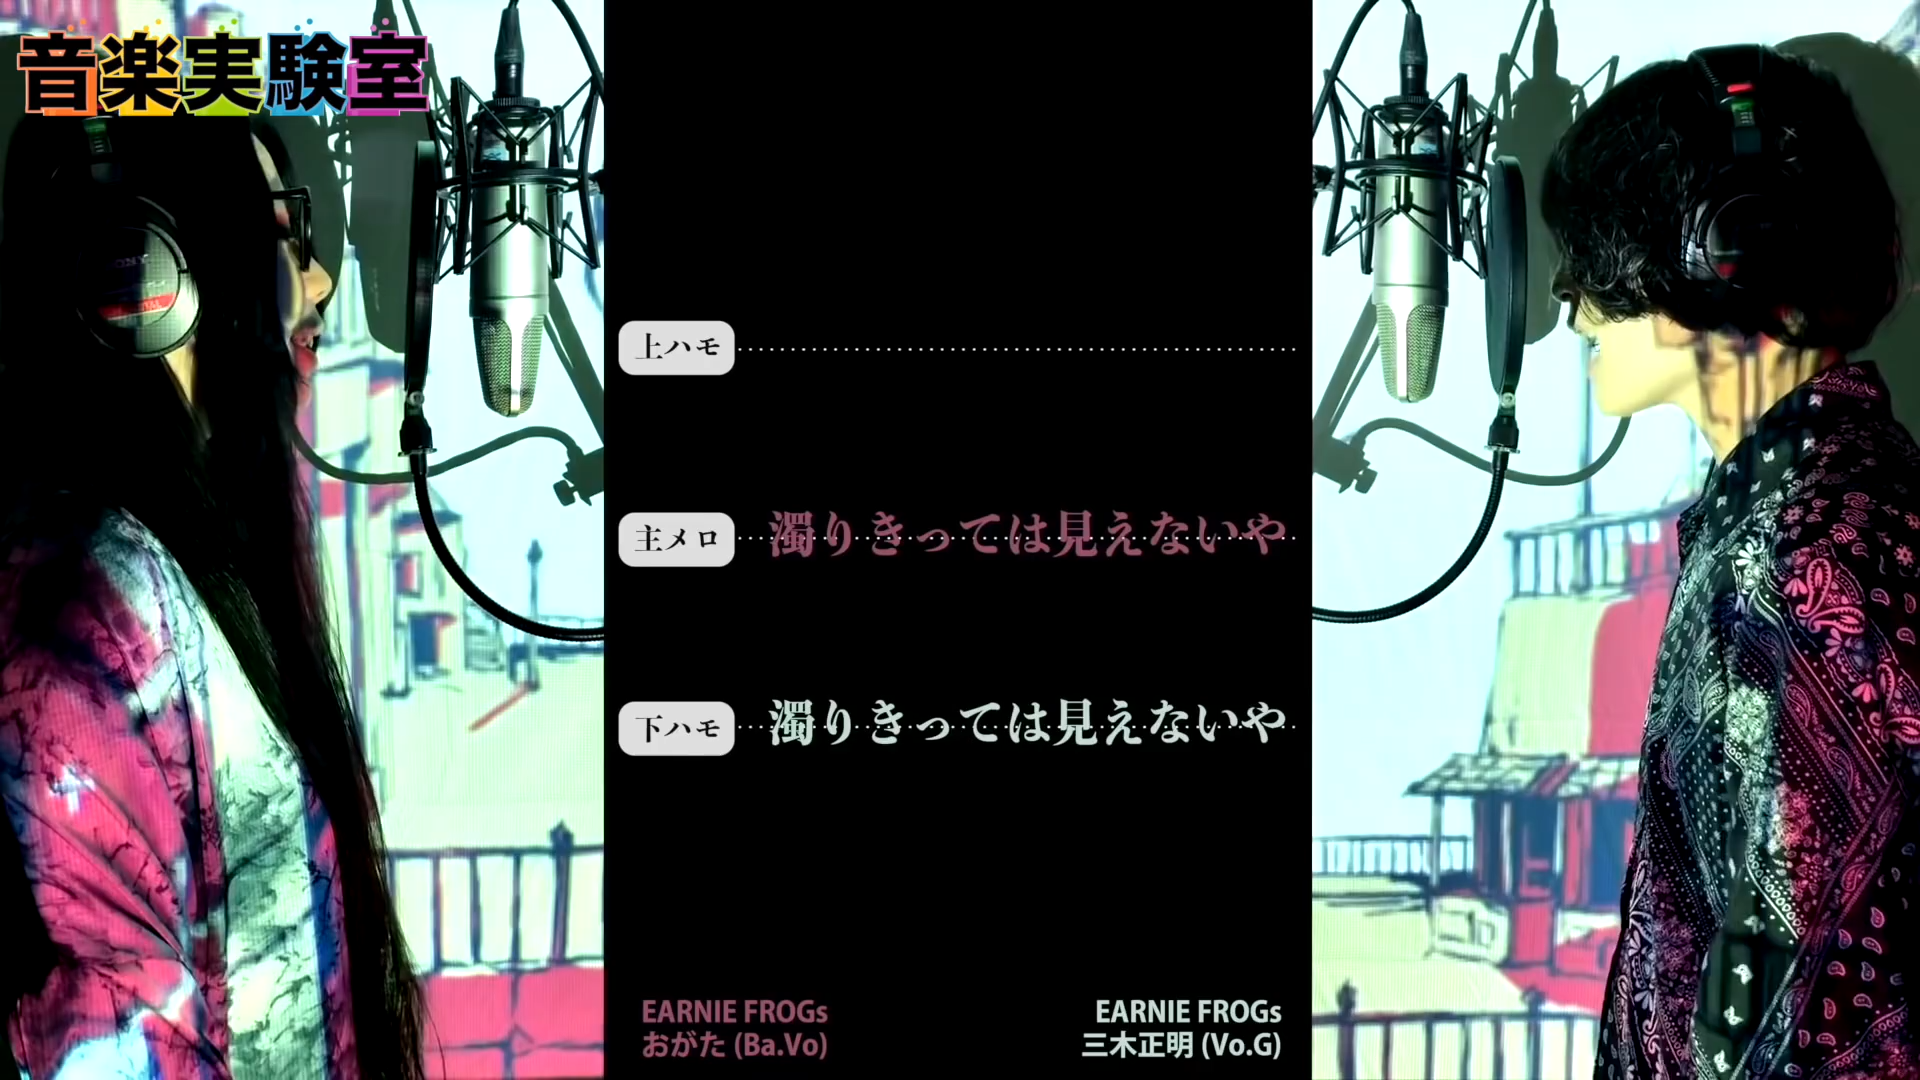 音楽実験室
上ハモ
主メロ 濁りきっては見えないや
下ハモ 濁りきっては見えないや
EARNIE FROGs
おがた (Ba.Vo)
EARNIE FROGs
三木正明 (Vo.G)